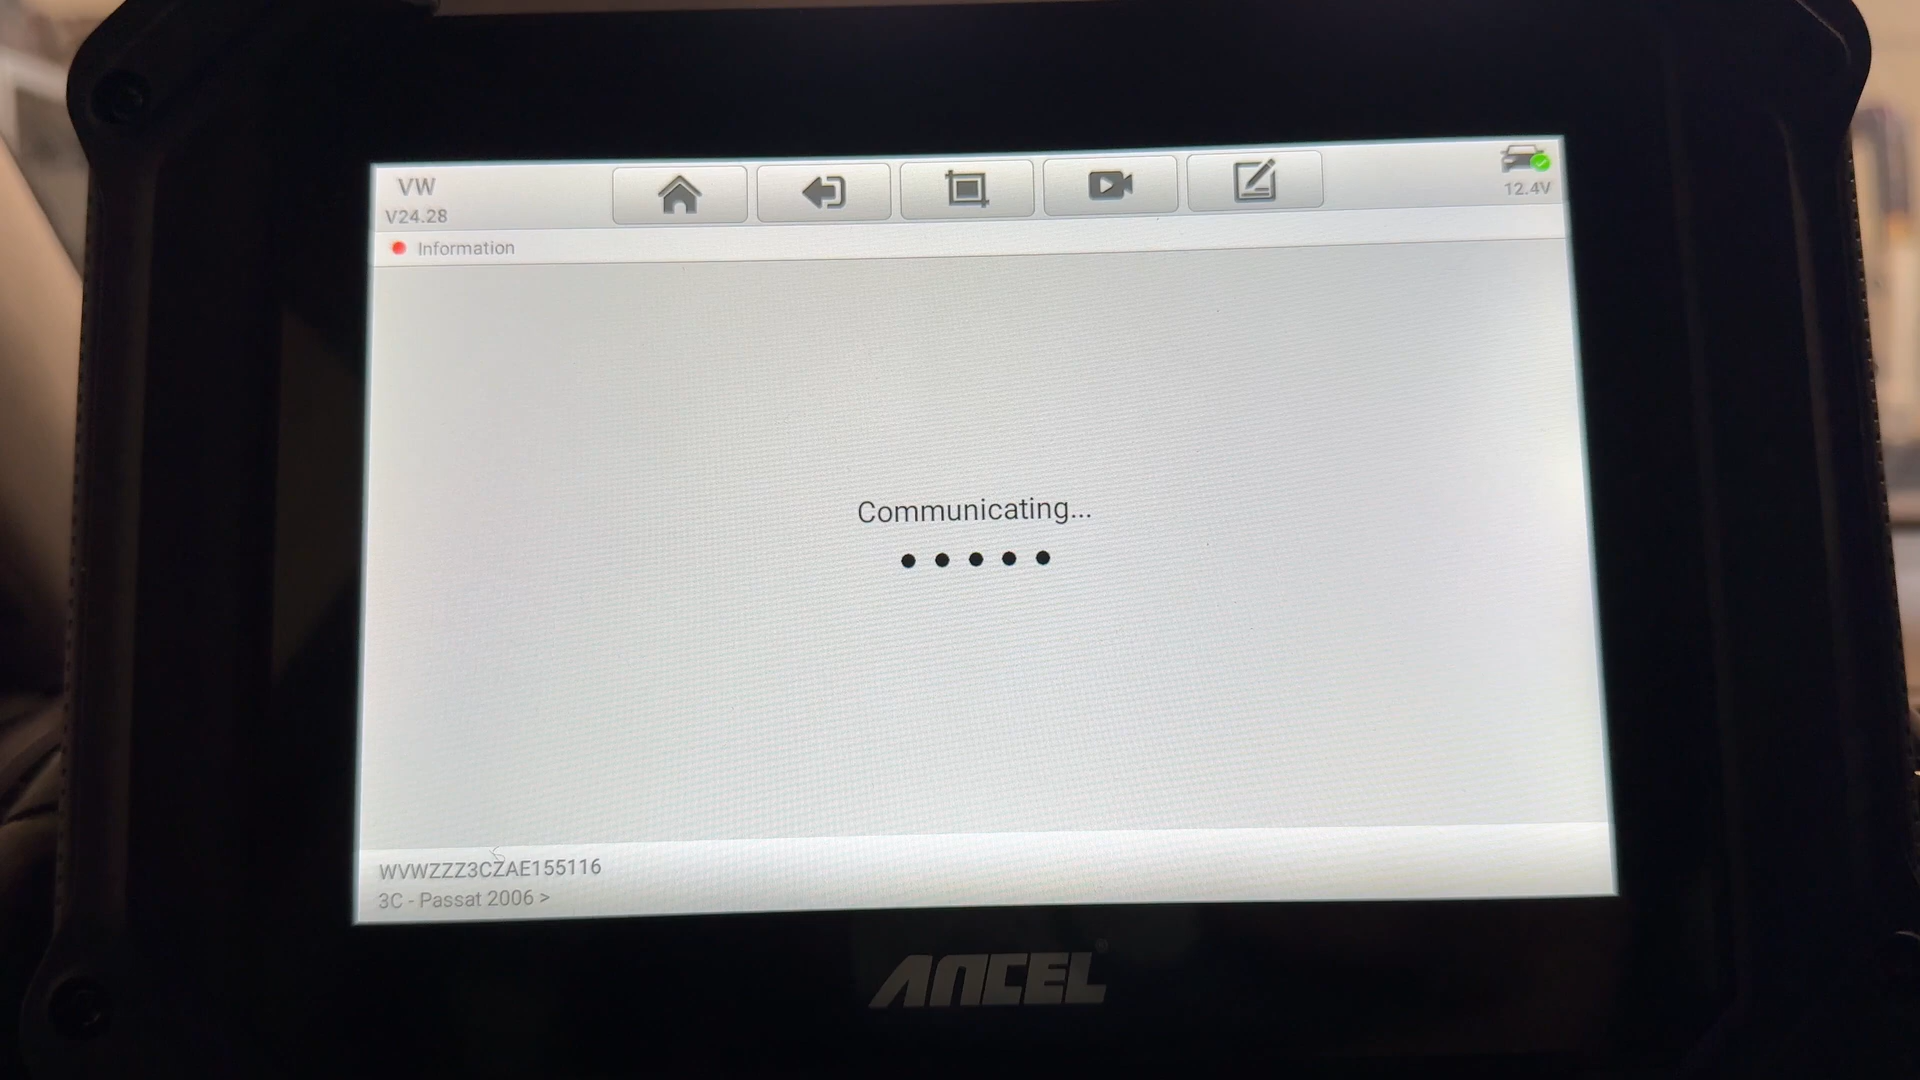 VW
V24.28
12.4V
Information
Communicating...
WVWZZZ3CZAE155116
3C - Passat 2006 >
ANCEL®